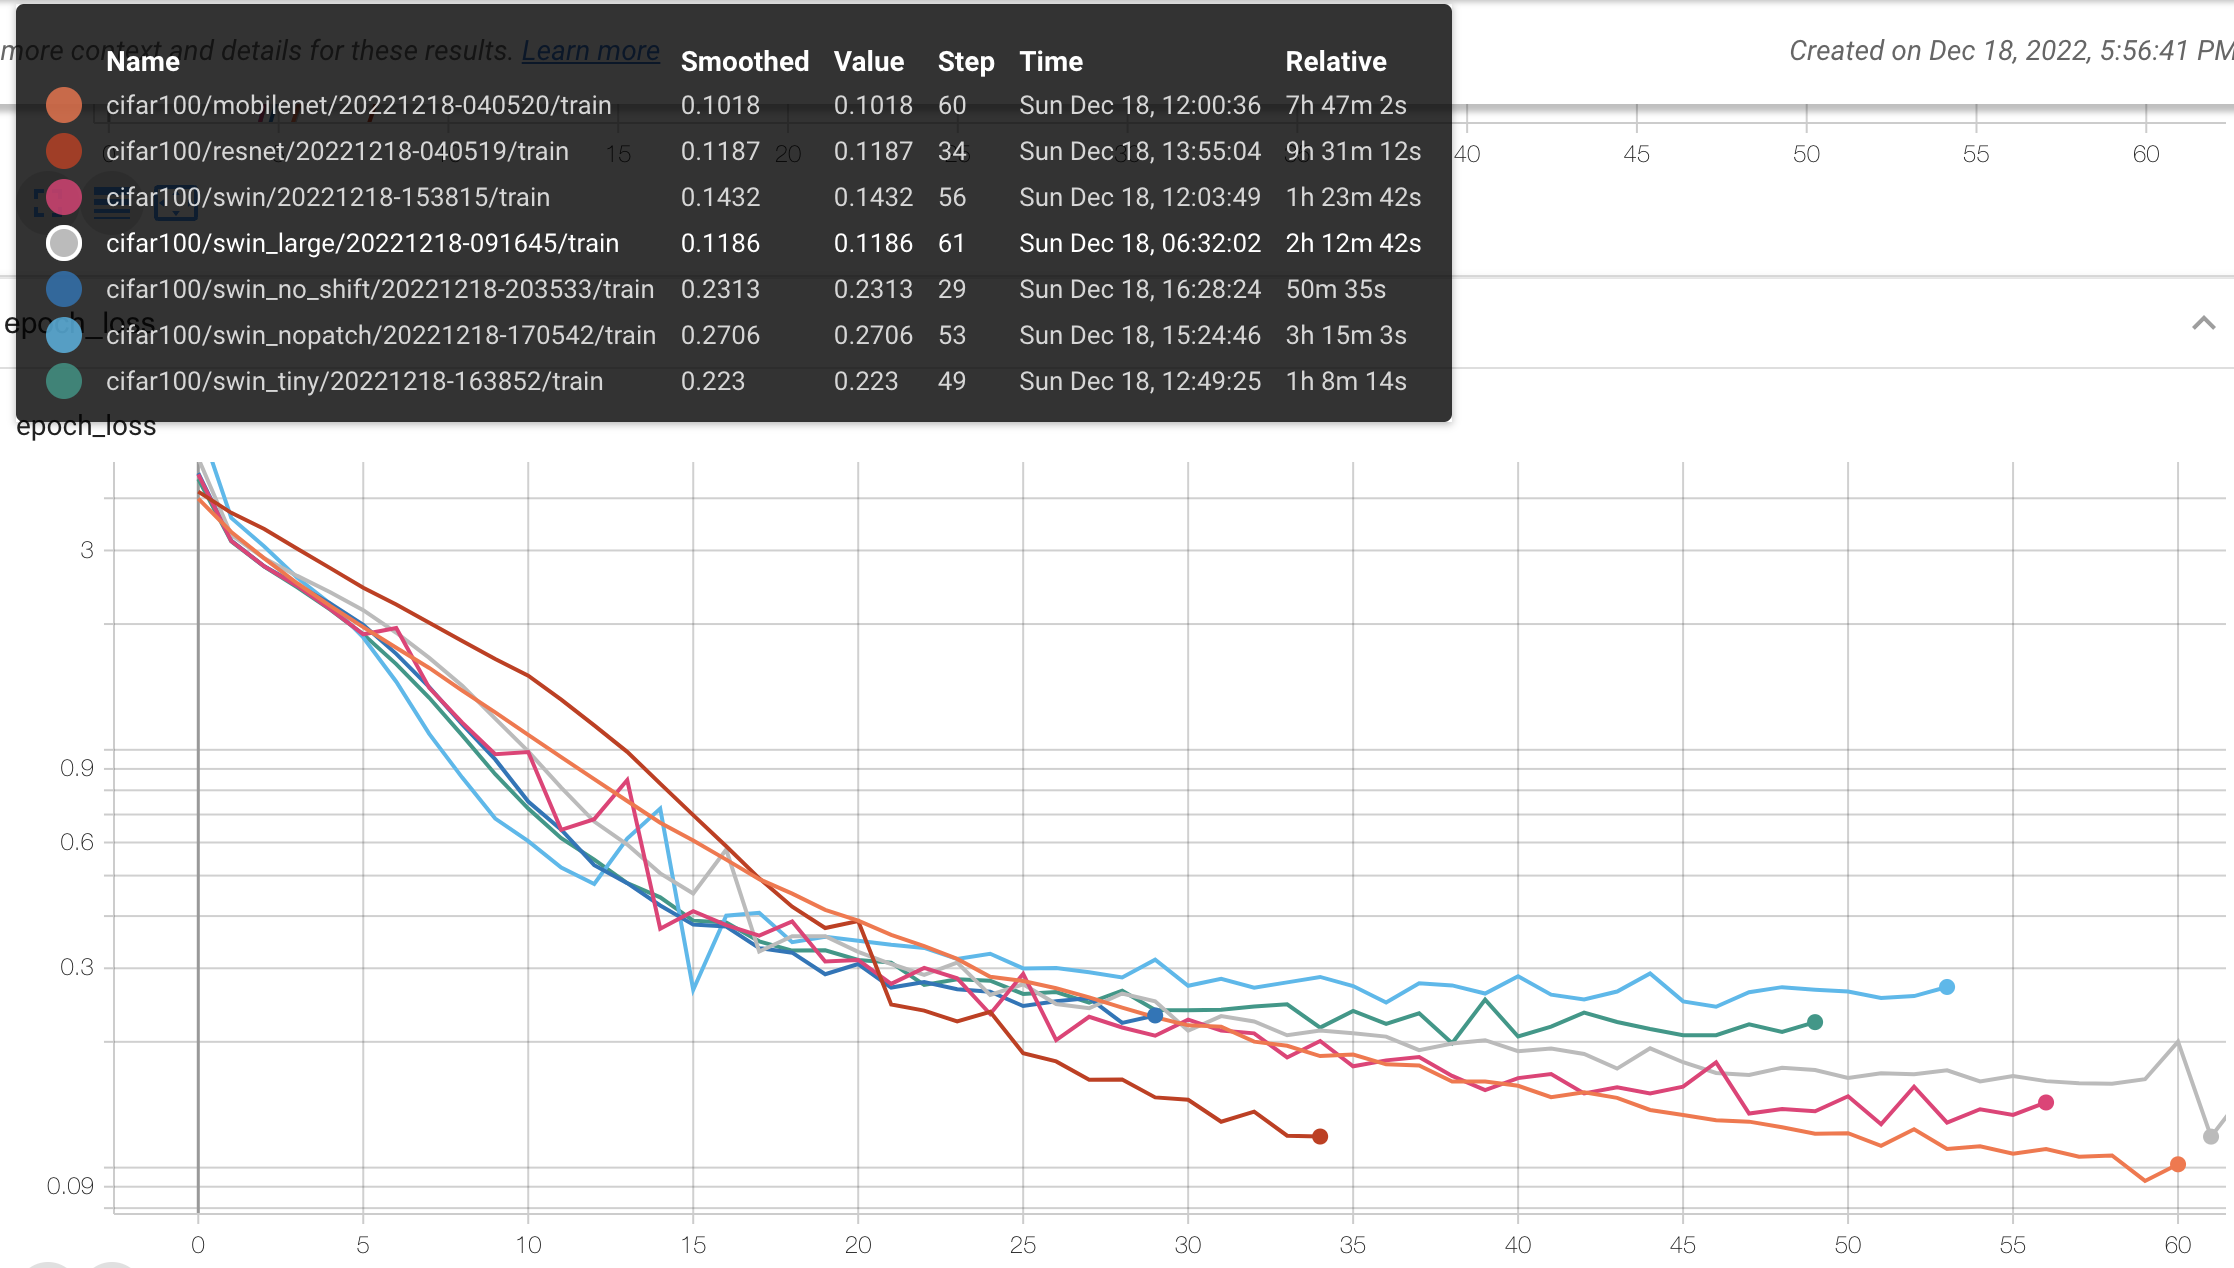 more context and details for these results. Learn more
Created on Dec 18, 2022, 5:56:41 PM
Name Smoothed Value Step Time Relative
cifar100/mobilenet/20221218-040520/train 0.1018 0.1018 60 Sun Dec 18, 12:00:36 7h 47m 2s
cifar100/resnet/20221218-040519/train 0.1187 0.1187 34 Sun Dec 18, 13:55:04 9h 31m 12s
cifar100/swin/20221218-153815/train 0.1432 0.1432 56 Sun Dec 18, 12:03:49 1h 23m 42s
cifar100/swin_large/20221218-091645/train 0.1186 0.1186 61 Sun Dec 18, 06:32:02 2h 12m 42s
cifar100/swin_no_shift/20221218-203533/train 0.2313 0.2313 29 Sun Dec 18, 16:28:24 50m 35s
cifar100/swin_nopatch/20221218-170542/train 0.2706 0.2706 53 Sun Dec 18, 15:24:46 3h 15m 3s
cifar100/swin_tiny/20221218-163852/train 0.223 0.223 49 Sun Dec 18, 12:49:25 1h 8m 14s
15 20 40 45 50 55 60
epoch_loss
epoch_loss
3
0.9
0.6
0.3
0.09
0 5 10 15 20 25 30 35 40 45 50 55 60